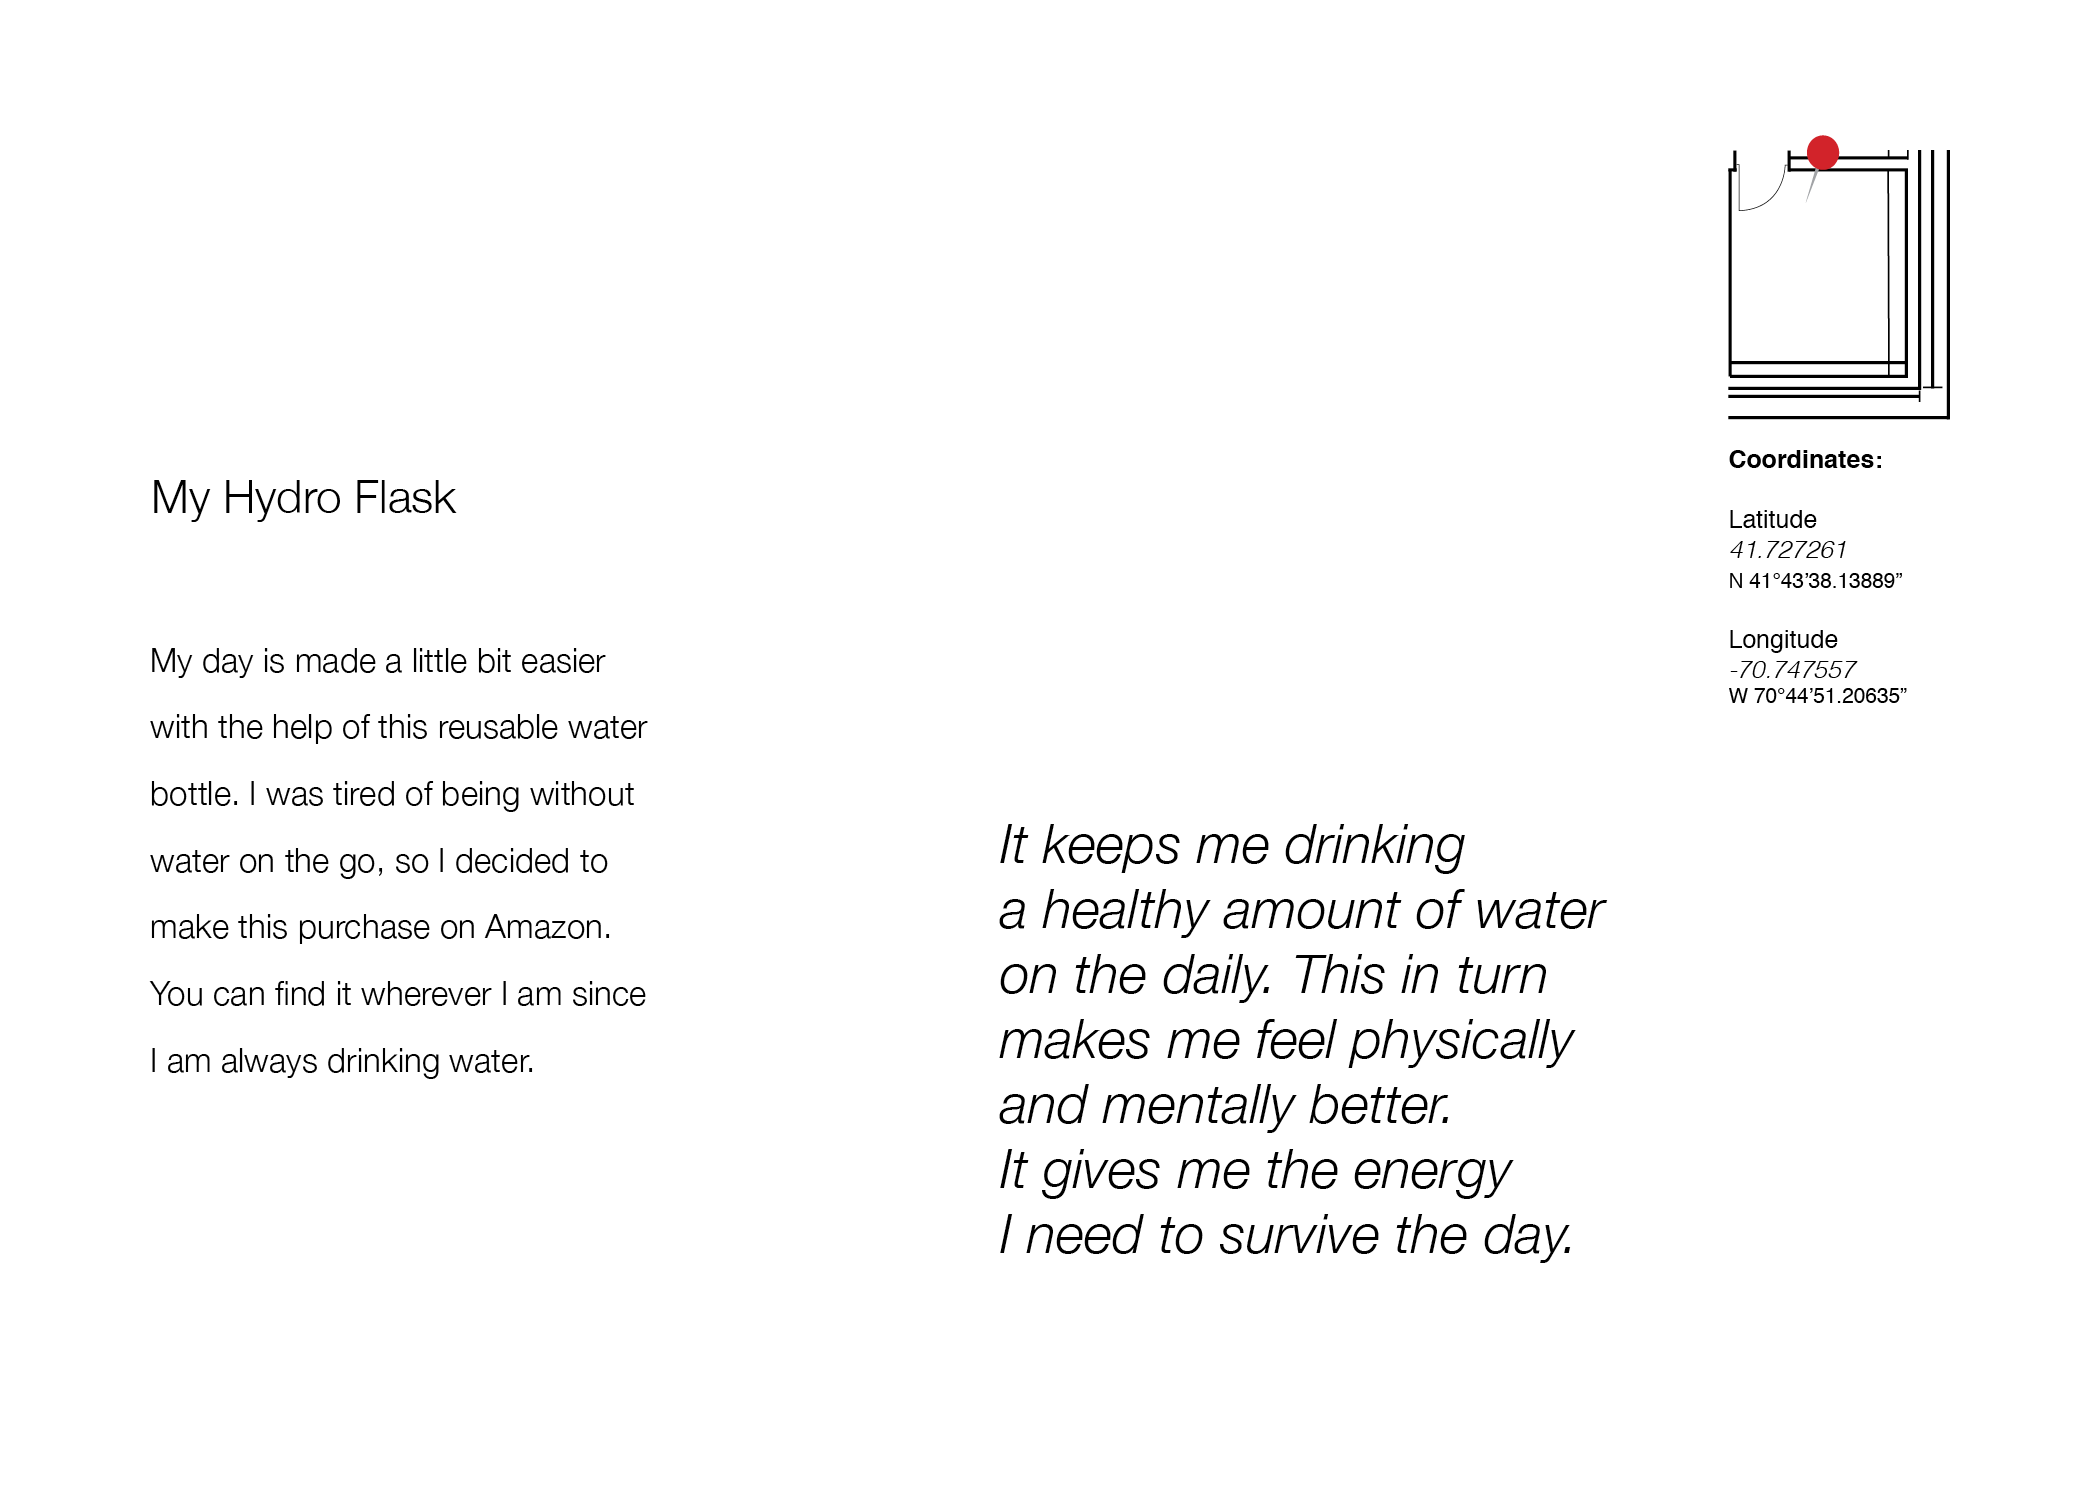 My Hydro Flask
My day is made a little bit easier
with the help of this reusable water
bottle. I was tired of being without
water on the go, so I decided to
make this purchase on Amazon.
You can find it wherever I am since
I am always drinking water.
It keeps me drinking
a healthy amount of water
on the daily. This in turn
makes me feel physically
and mentally better.
It gives me the energy
I need to survive the day.
Coordinates:
Latitude
41.727261
N 41°43’38.13889”
Longitude
-70.747557
W 70°44’51.20635”